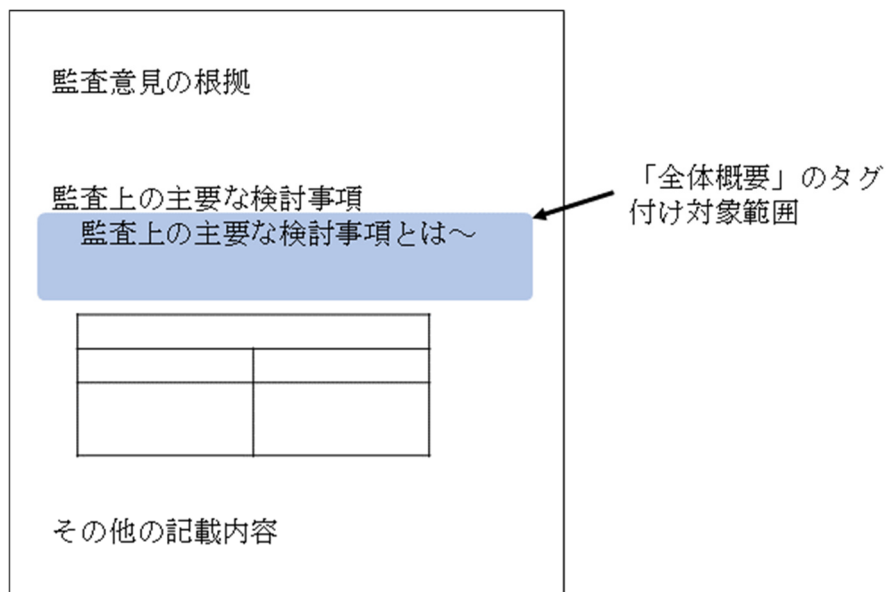 監査意見の根拠
監査上の主要な検討事項
監査上の主要な検討事項とは～
「全体概要」のタグ
付け対象範囲
その他の記載内容